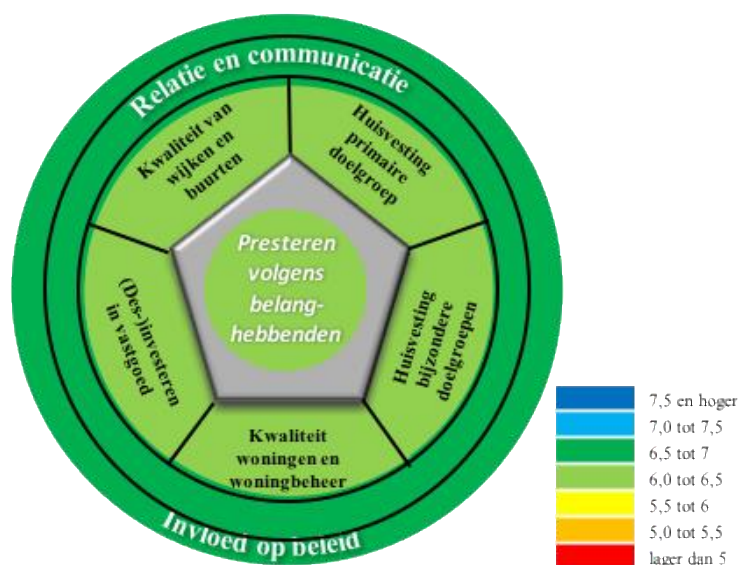 Relatie en communicatie
Kwaliteit van
wijken en
buurten
Huisvesting
primaire
doelgroep
Presteren
volgens
belang-
hebbenden
(Des-)investeren
in vastgoed
Huisvesting
bijzondere
doelgroepen
Kwaliteit
woningen en
woningbeheer
Invloed op beleid
7,5 en hoger
7,0 tot 7,5
6,5 tot 7
6,0 tot 6,5
5,5 tot 6
5,0 tot 5,5
lager dan 5